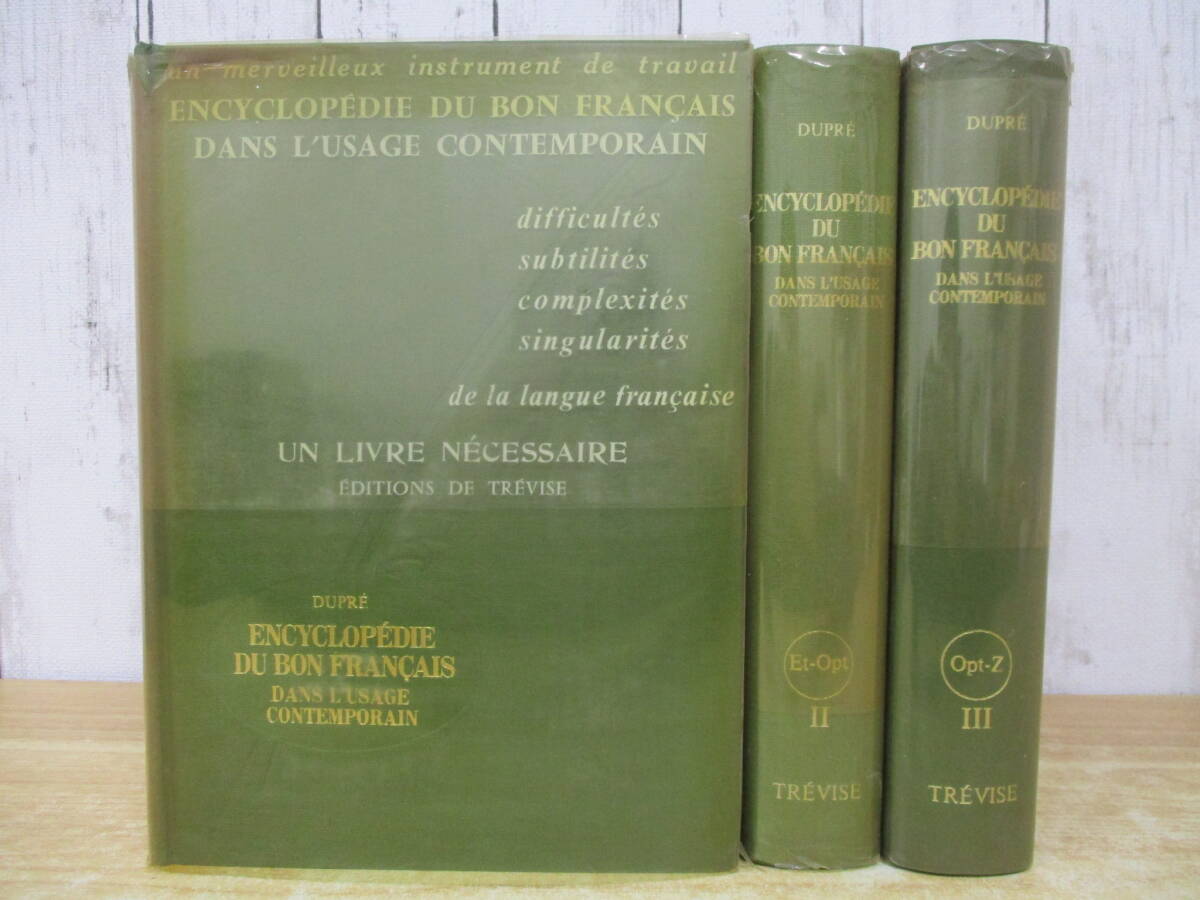 un merveilleux instrument de travail
ENCYCLOPÉDIE DU BON FRANÇAIS
DANS L'USAGE CONTEMPORAIN
difficultés
subtilités
complexités
singularités
de la langue française
UN LIVRE NÉCESSAIRE
ÉDITIONS DE TRÉVISE
DUPRÉ
ENCYCLOPÉDIE
DU BON FRANÇAIS
DANS L'USAGE
CONTEMPORAIN
DUPRÉ
ENCYCLOPÉDIE
DU
BON FRANÇAIS
DANS L'USAGE
CONTEMPORAIN
Et-Opt
II
TRÉVISE
DUPRÉ
ENCYCLOPÉDIE
DU
BON FRANÇAIS
DANS L'USAGE
CONTEMPORAIN
Opt-Z
III
TRÉVISE